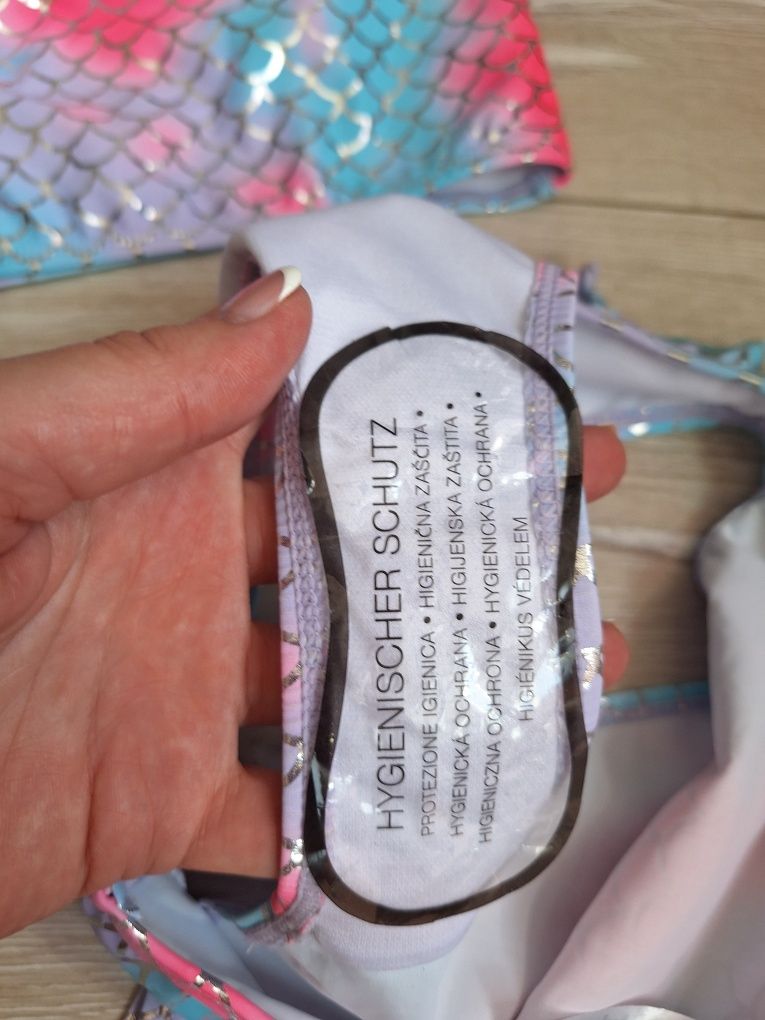 HYGIENISCHER SCHUTZ
PROTEZIONE IGIENICA • HIGIENIČNA ZAŠČITA •
HYGIENICKÁ OCHRANA • HIGIJENSKA ZAŠTITA •
HIGIENICZNA OCHRONA • HYGIENICKÁ OCHRANA •
HIGIÉNIKUS VÉDELEM